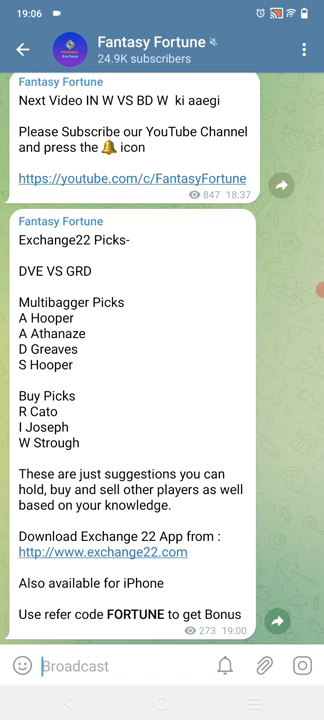 19:06
Fantasy Fortune
24.9K subscribers
Fantasy Fortune
Next Video IN W VS BD W ki aaegi
Please Subscribe our YouTube Channel
and press the 🔔 icon
https://youtube.com/c/FantasyFortune
847 18:37
Fantasy Fortune
Exchange22 Picks-
DVE VS GRD
Multibagger Picks
A Hooper
A Athanaze
D Greaves
S Hooper
Buy Picks
R Cato
I Joseph
W Strough
These are just suggestions you can
hold, buy and sell other players as well
based on your knowledge.
Download Exchange 22 App from :
http://www.exchange22.com
Also available for iPhone
Use refer code FORTUNE to get Bonus
273 19:00
Broadcast